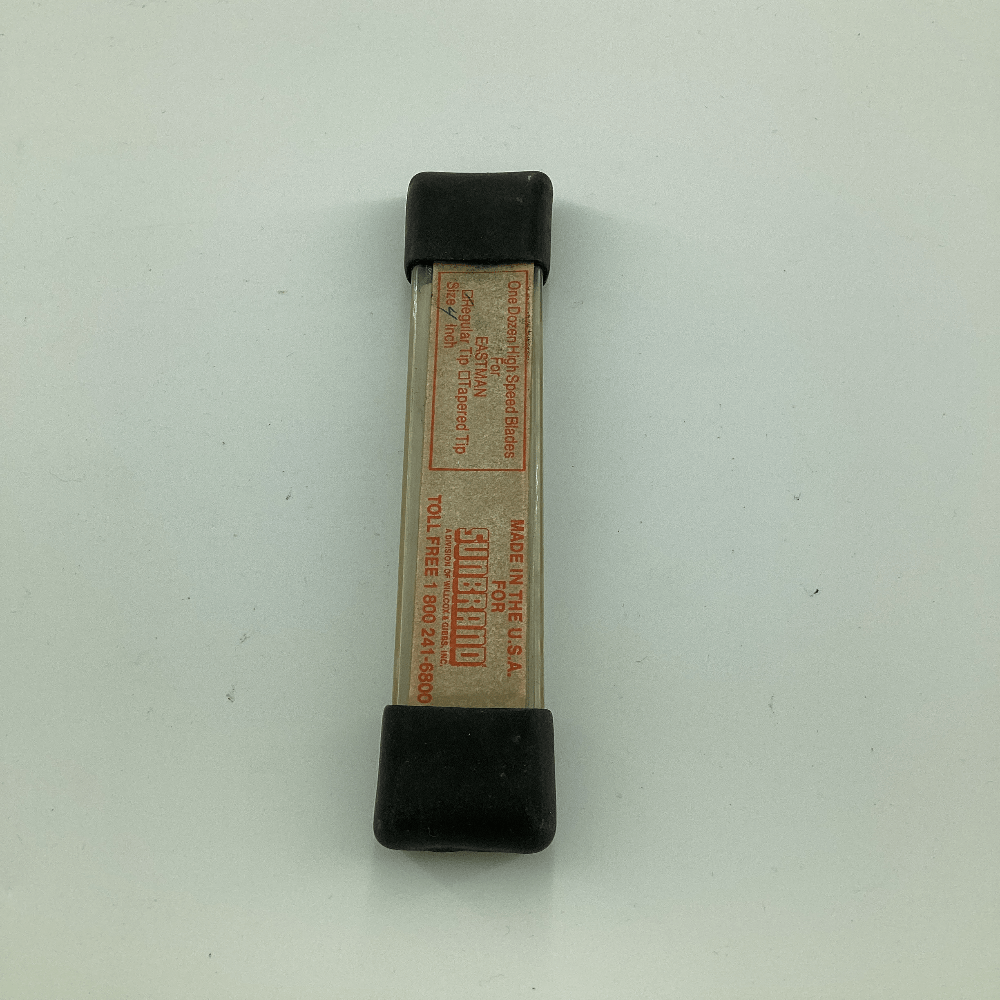 One Dozen High Speed Blades
For
EASTMAN
☑Regular Tip ☐Tapered Tip
Size 4 Inch
MADE IN THE U.S.A.
FOR
SUNBRAND
A DIVISION OF WILLCOX & GIBBS, INC.
TOLL FREE 1 800 241-6800